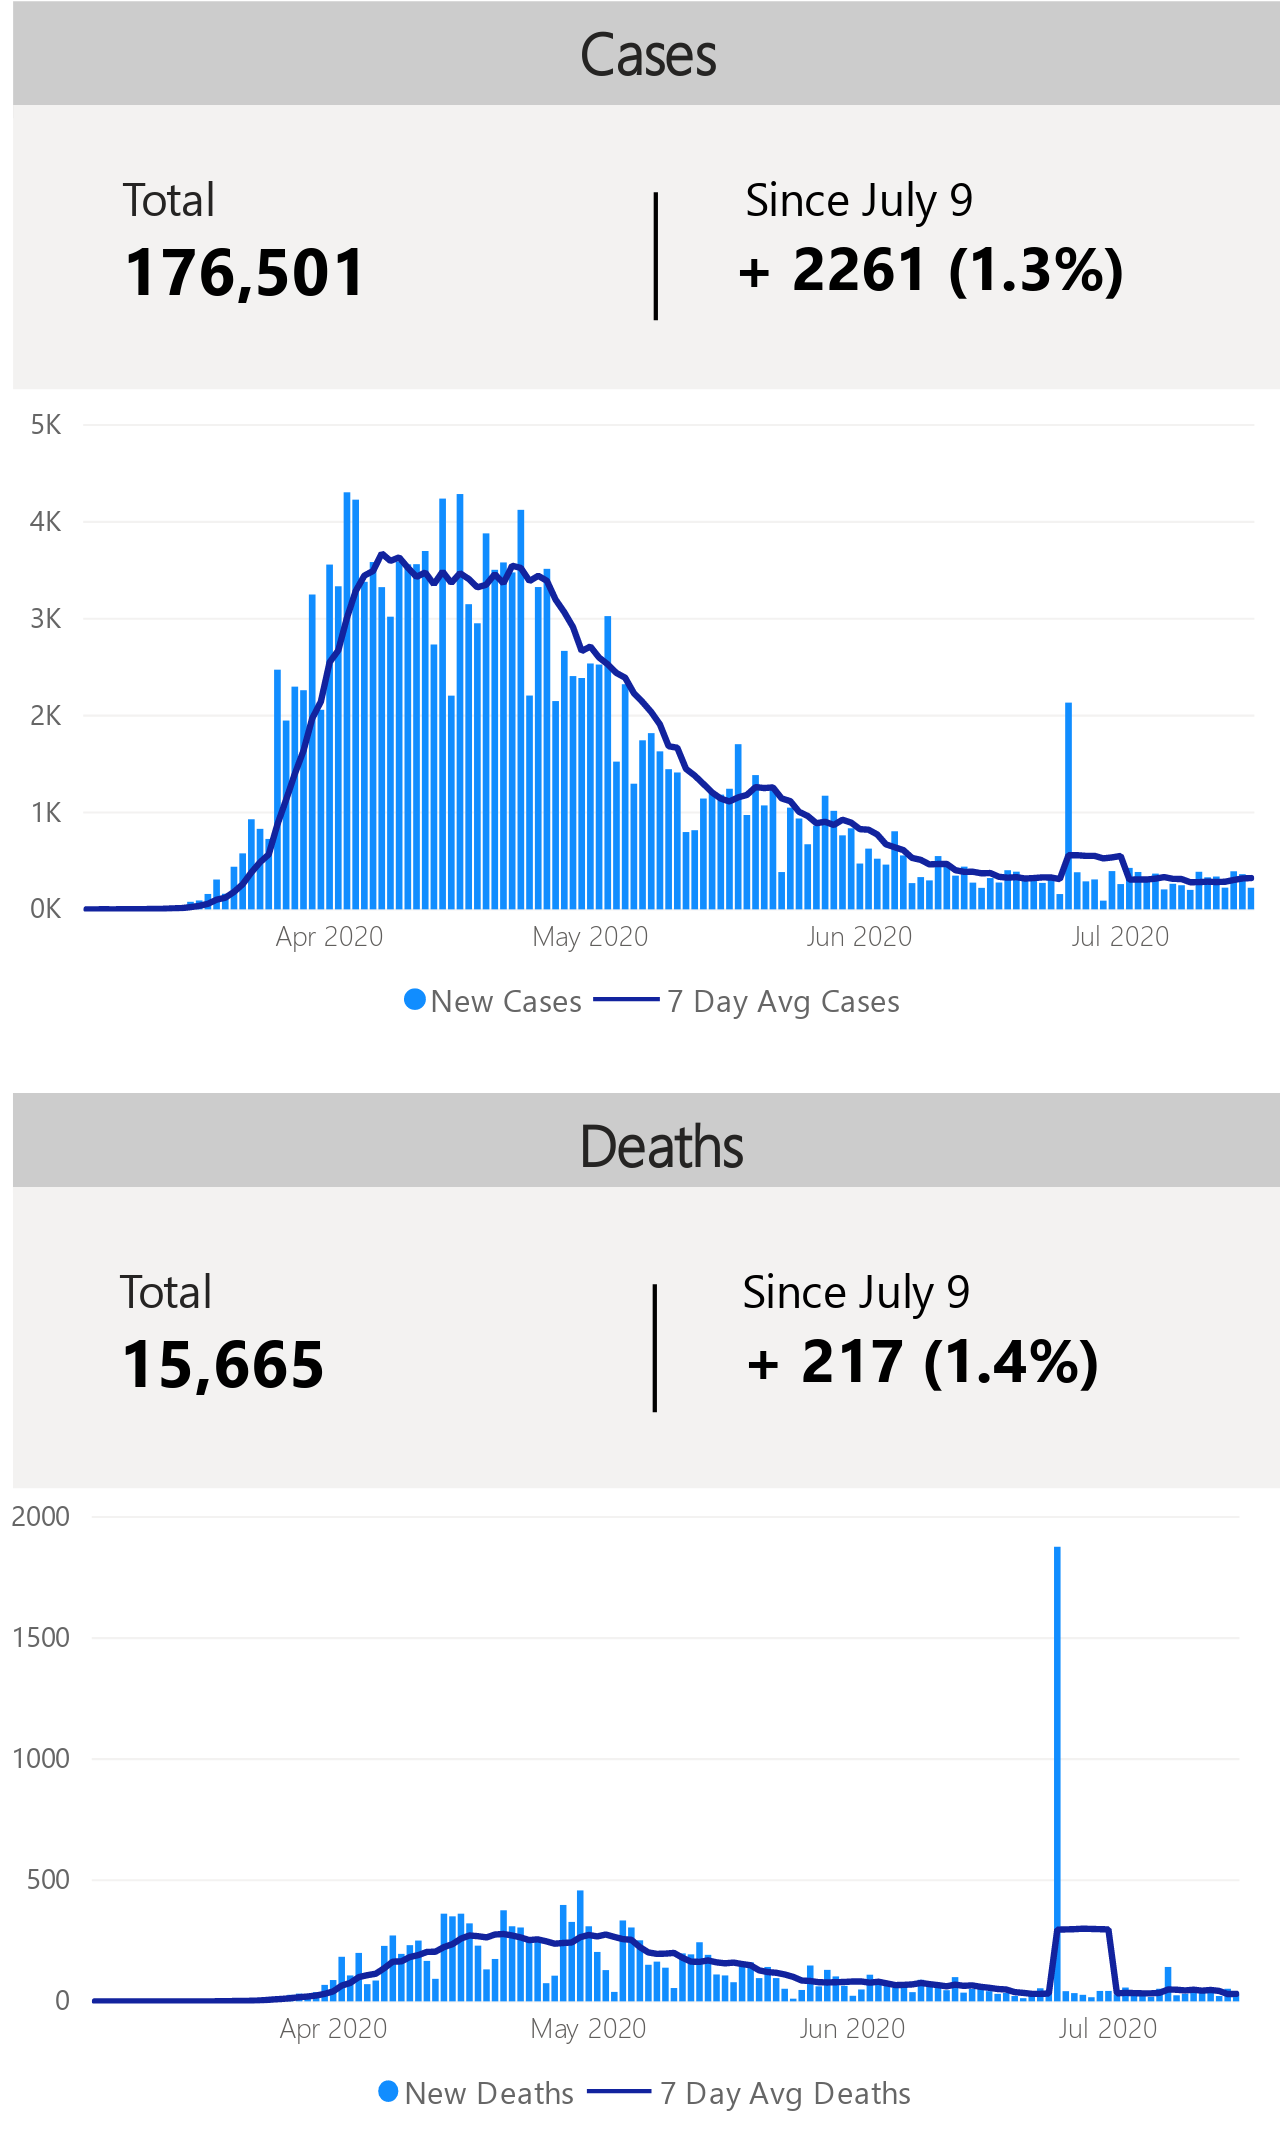 Cases
Total
Since July 9
176,501
+ 2261 (1.3%)
5K
4K
3K
2K
1K
0K
Apr 2020
May 2020
Jun 2020
Jul 2020
New Cases
7 Day Avg Cases
Deaths
Total
Since July 9
15,665
+ 217 (1.4%)
2000
1500
1000
500
0
Apr 2020
May 2020
Jun 2020
Jul 2020
New Deaths
7 Day Avg Deaths